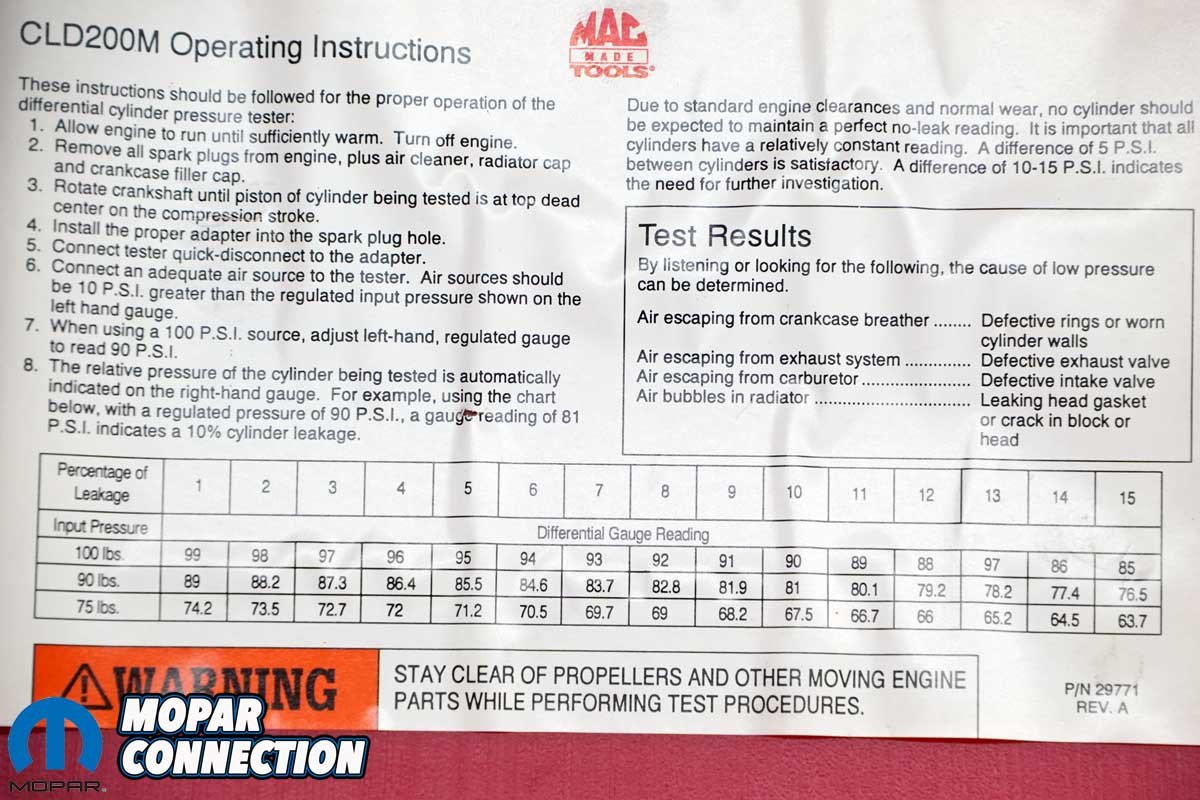 CLD200M Operating Instructions
MAC
MADE
TOOLS®
These instructions should be followed for the proper operation of the
differential cylinder pressure tester:
1. Allow engine to run until sufficiently warm. Turn off engine.
2. Remove all spark plugs from engine, plus air cleaner, radiator cap
and crankcase filler cap.
3. Rotate crankshaft until piston of cylinder being tested is at top dead
center on the compression stroke.
4. Install the proper adapter into the spark plug hole.
5. Connect tester quick-disconnect to the adapter.
6. Connect an adequate air source to the tester. Air sources should
be 10 P.S.I. greater than the regulated input pressure shown on the
left hand gauge.
7. When using a 100 P.S.I. source, adjust left-hand, regulated gauge
to read 90 P.S.I.
8. The relative pressure of the cylinder being tested is automatically
indicated on the right-hand gauge. For example, using the chart
below, with a regulated pressure of 90 P.S.I., a gauge reading of 81
P.S.I. indicates a 10% cylinder leakage.
Due to standard engine clearances and normal wear, no cylinder should
be expected to maintain a perfect no-leak reading. It is important that all
cylinders have a relatively constant reading. A difference of 5 P.S.I.
between cylinders is satisfactory. A difference of 10-15 P.S.I. indicates
the need for further investigation.
Test Results
By listening or looking for the following, the cause of low pressure
can be determined.
Air escaping from crankcase breather ........ Defective rings or worn
cylinder walls
Air escaping from exhaust system ............. Defective exhaust valve
Air escaping from carburetor ...................... Defective intake valve
Air bubbles in radiator ................................ Leaking head gasket
or crack in block or
head
Percentage of
Leakage 1 2 3 4 5 6 7 8 9 10 11 12 13 14 15
Input Pressure Differential Gauge Reading
100 lbs. 99 98 97 96 95 94 93 92 91 90 89 88 97 86 85
90 lbs. 89 88.2 87.3 86.4 85.5 84.6 83.7 82.8 81.9 81 80.1 79.2 78.2 77.4 76.5
75 lbs. 74.2 73.5 72.7 72 71.2 70.5 69.7 69 68.2 67.5 66.7 66 65.2 64.5 63.7
WARNING
STAY CLEAR OF PROPELLERS AND OTHER MOVING ENGINE
PARTS WHILE PERFORMING TEST PROCEDURES.
P/N 29771
REV. A
MOPAR
CONNECTION
MOPAR®